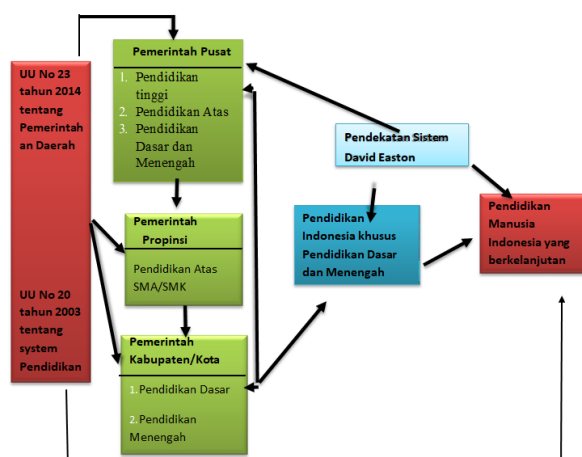 UU No 23
tahun 2014
tentang
Pemerintah
an Daerah
UU No 20
tahun 2003
tentang
system
Pendidikan
Pemerintah Pusat
1. Pendidikan
tinggi
2. Pendidikan Atas
3. Pendidikan
Dasar dan
Menengah
Pemerintah
Propinsi
Pendidikan Atas
SMA/SMK
Pemerintah
Kabupaten/Kota
1. Pendidikan Dasar
2. Pendidikan
Menengah
Pendekatan Sistem
David Easton
Pendidikan
Indonesia khusus
Pendidikan Dasar
dan Menengah
Pendidikan
Manusia
Indonesia yang
berkelanjutan